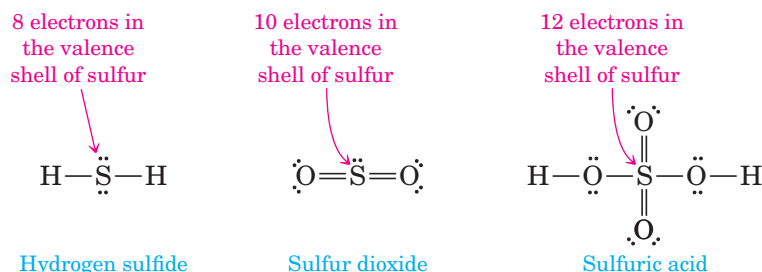 8 electrons in
the valence
shell of sulfur
10 electrons in
the valence
shell of sulfur
12 electrons in
the valence
shell of sulfur
H—S—H
O=S=O
O
H—O—S—O—H
O
Hydrogen sulfide
Sulfur dioxide
Sulfuric acid